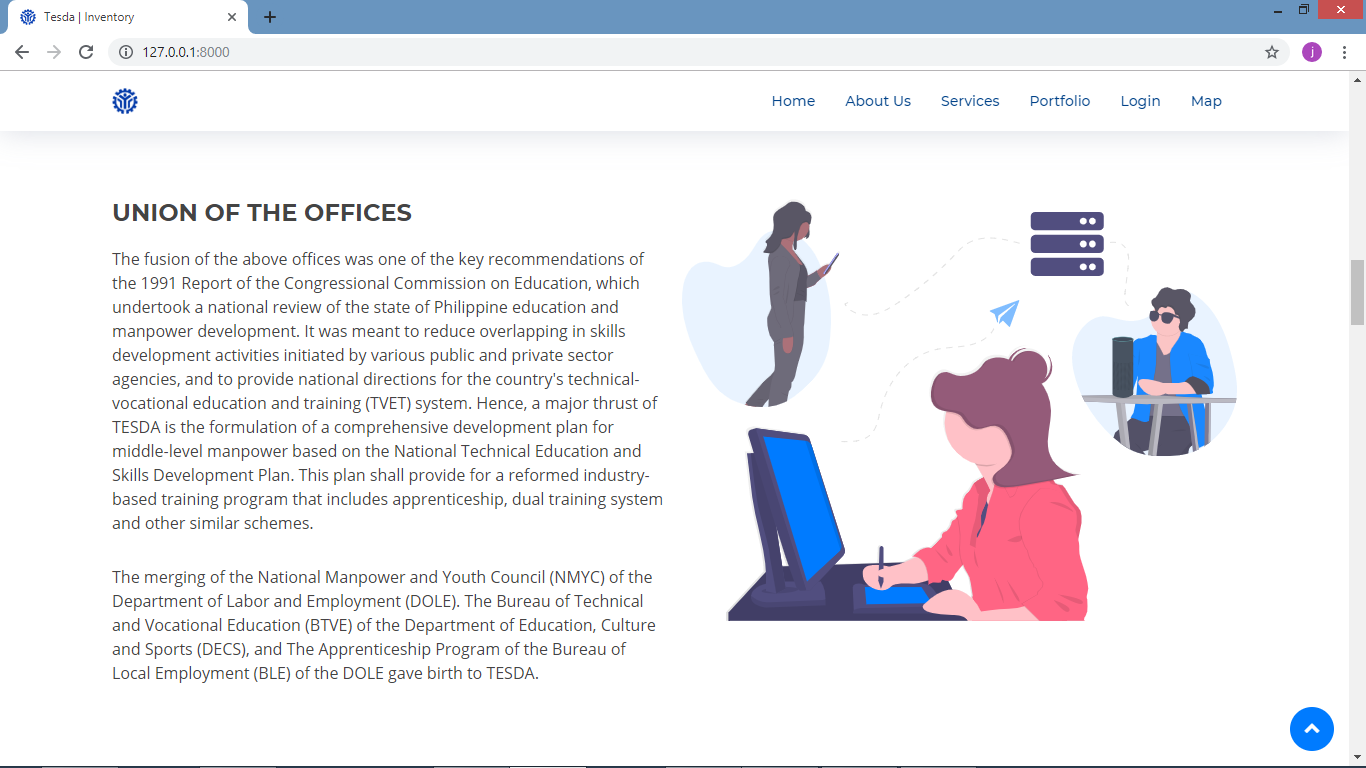 Tesda | Inventory
127.0.0.1:8000
j
Home About Us Services Portfolio Login Map
UNION OF THE OFFICES
The fusion of the above offices was one of the key recommendations of
the 1991 Report of the Congressional Commission on Education, which
undertook a national review of the state of Philippine education and
manpower development. It was meant to reduce overlapping in skills
development activities initiated by various public and private sector
agencies, and to provide national directions for the country's technical-
vocational education and training (TVET) system. Hence, a major thrust of
TESDA is the formulation of a comprehensive development plan for
middle-level manpower based on the National Technical Education and
Skills Development Plan. This plan shall provide for a reformed industry-
based training program that includes apprenticeship, dual training system
and other similar schemes.
The merging of the National Manpower and Youth Council (NMYC) of the
Department of Labor and Employment (DOLE). The Bureau of Technical
and Vocational Education (BTVE) of the Department of Education, Culture
and Sports (DECS), and The Apprenticeship Program of the Bureau of
Local Employment (BLE) of the DOLE gave birth to TESDA.